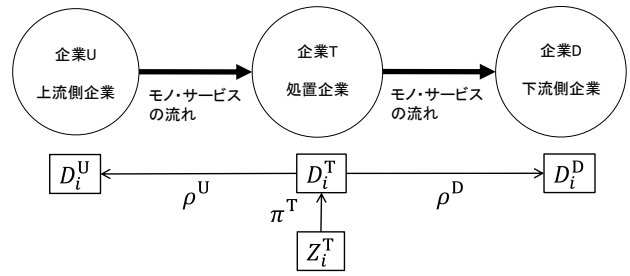 企業U
上流側企業
モノ・サービス
の流れ
企業T
処置企業
モノ・サービス
の流れ
企業D
下流側企業
D_i^U
ρ^U
D_i^T
π^T
ρ^D
D_i^D
Z_i^T